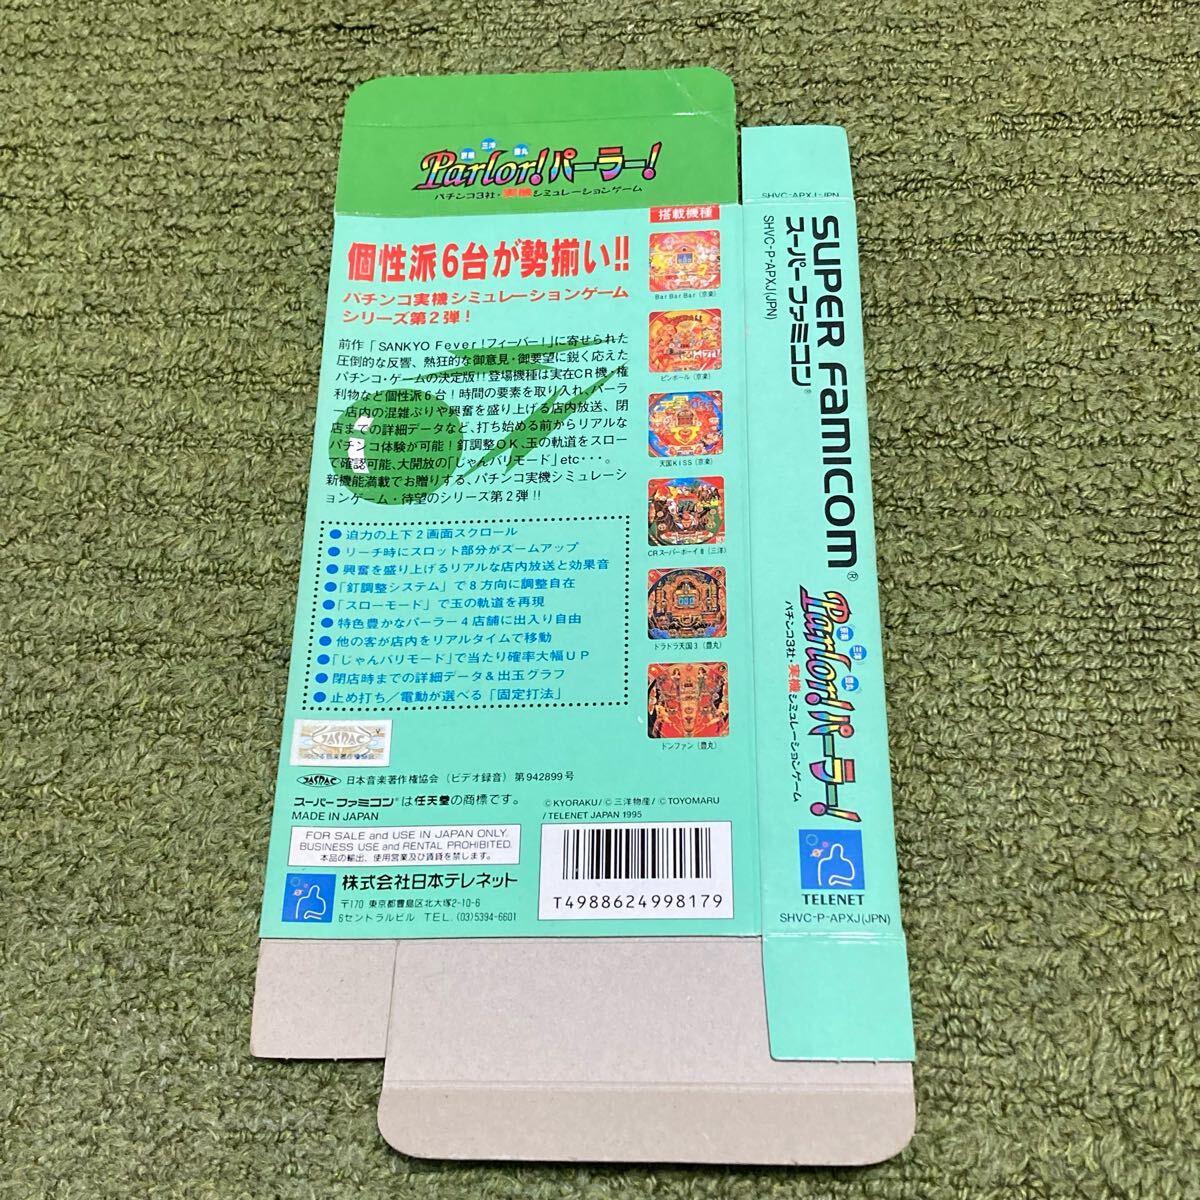 京楽 三洋 豊丸
Parlor!パーラー!
パチンコ3社・実機シミュレーションゲーム
個性派6台が勢揃い!!
パチンコ実機シミュレーションゲーム
シリーズ第2弾!
前作「SANKYO Fever!フィーバー!」に寄せられた
圧倒的な反響、熱狂的な御意見・御要望に鋭く応えた
パチンコ・ゲームの決定版!!登場機種は実在CR機・権
利物など個性派6台!時間の要素を取り入れ、パーラ
ー店内の混雑ぶりや興奮を盛り上げる店内放送、閉
店までの詳細データなど、打ち始める前からリアルな
パチンコ体験が可能!釘調整OK、玉の軌道をスロー
で確認可能、大開放の「じゃんバリモード」etc・・・。
新機能満載でお贈りする、パチンコ実機シミュレーシ
ョンゲーム・待望のシリーズ第2弾!!
●迫力の上下2画面スクロール
●リーチ時にスロット部分がズームアップ
●興奮を盛り上げるリアルな店内放送と効果音
●「釘調整システム」で8方向に調整自在
●「スローモード」で玉の軌道を再現
●特色豊かなパーラー4店舗に出入り自由
●他の客が店内をリアルタイムで移動
●「じゃんバリモード」で当たり確率大幅UP
●閉店時までの詳細データ&出玉グラフ
●止め打ち/電動が選べる「固定打法」
搭載機種
Bar Bar Bar(京楽)
ピンボール(京楽)
天国KISS(京楽)
CRスーパーボーイⅡ(三洋)
ドラドラ天国3(豊丸)
ドンファン(豊丸)
JASRAC
JASRAC 日本音楽著作権協会(ビデオ録音)第942899号
スーパーファミコン®は任天堂の商標です。
MADE IN JAPAN
©KYORAKU/©三洋物産/©TOYOMARU
/TELENET JAPAN 1995
FOR SALE and USE IN JAPAN ONLY.
BUSINESS USE and RENTAL PROHIBITED.
本品の輸出、使用営業及び賃貸を禁じます。
株式会社日本テレネット
〒170 東京都豊島区北大塚2-10-6
6セントラルビル TEL.(03)5394-6601
T4988624998179
SHVC-APXJ-JPN
SHVC-P-APXJ(JPN)
SUPER FAMICOM®
スーパーファミコン®
京楽 三洋 豊丸
Parlor!パーラー!
パチンコ3社・実機シミュレーションゲーム
TELENET
SHVC-P-APXJ(JPN)